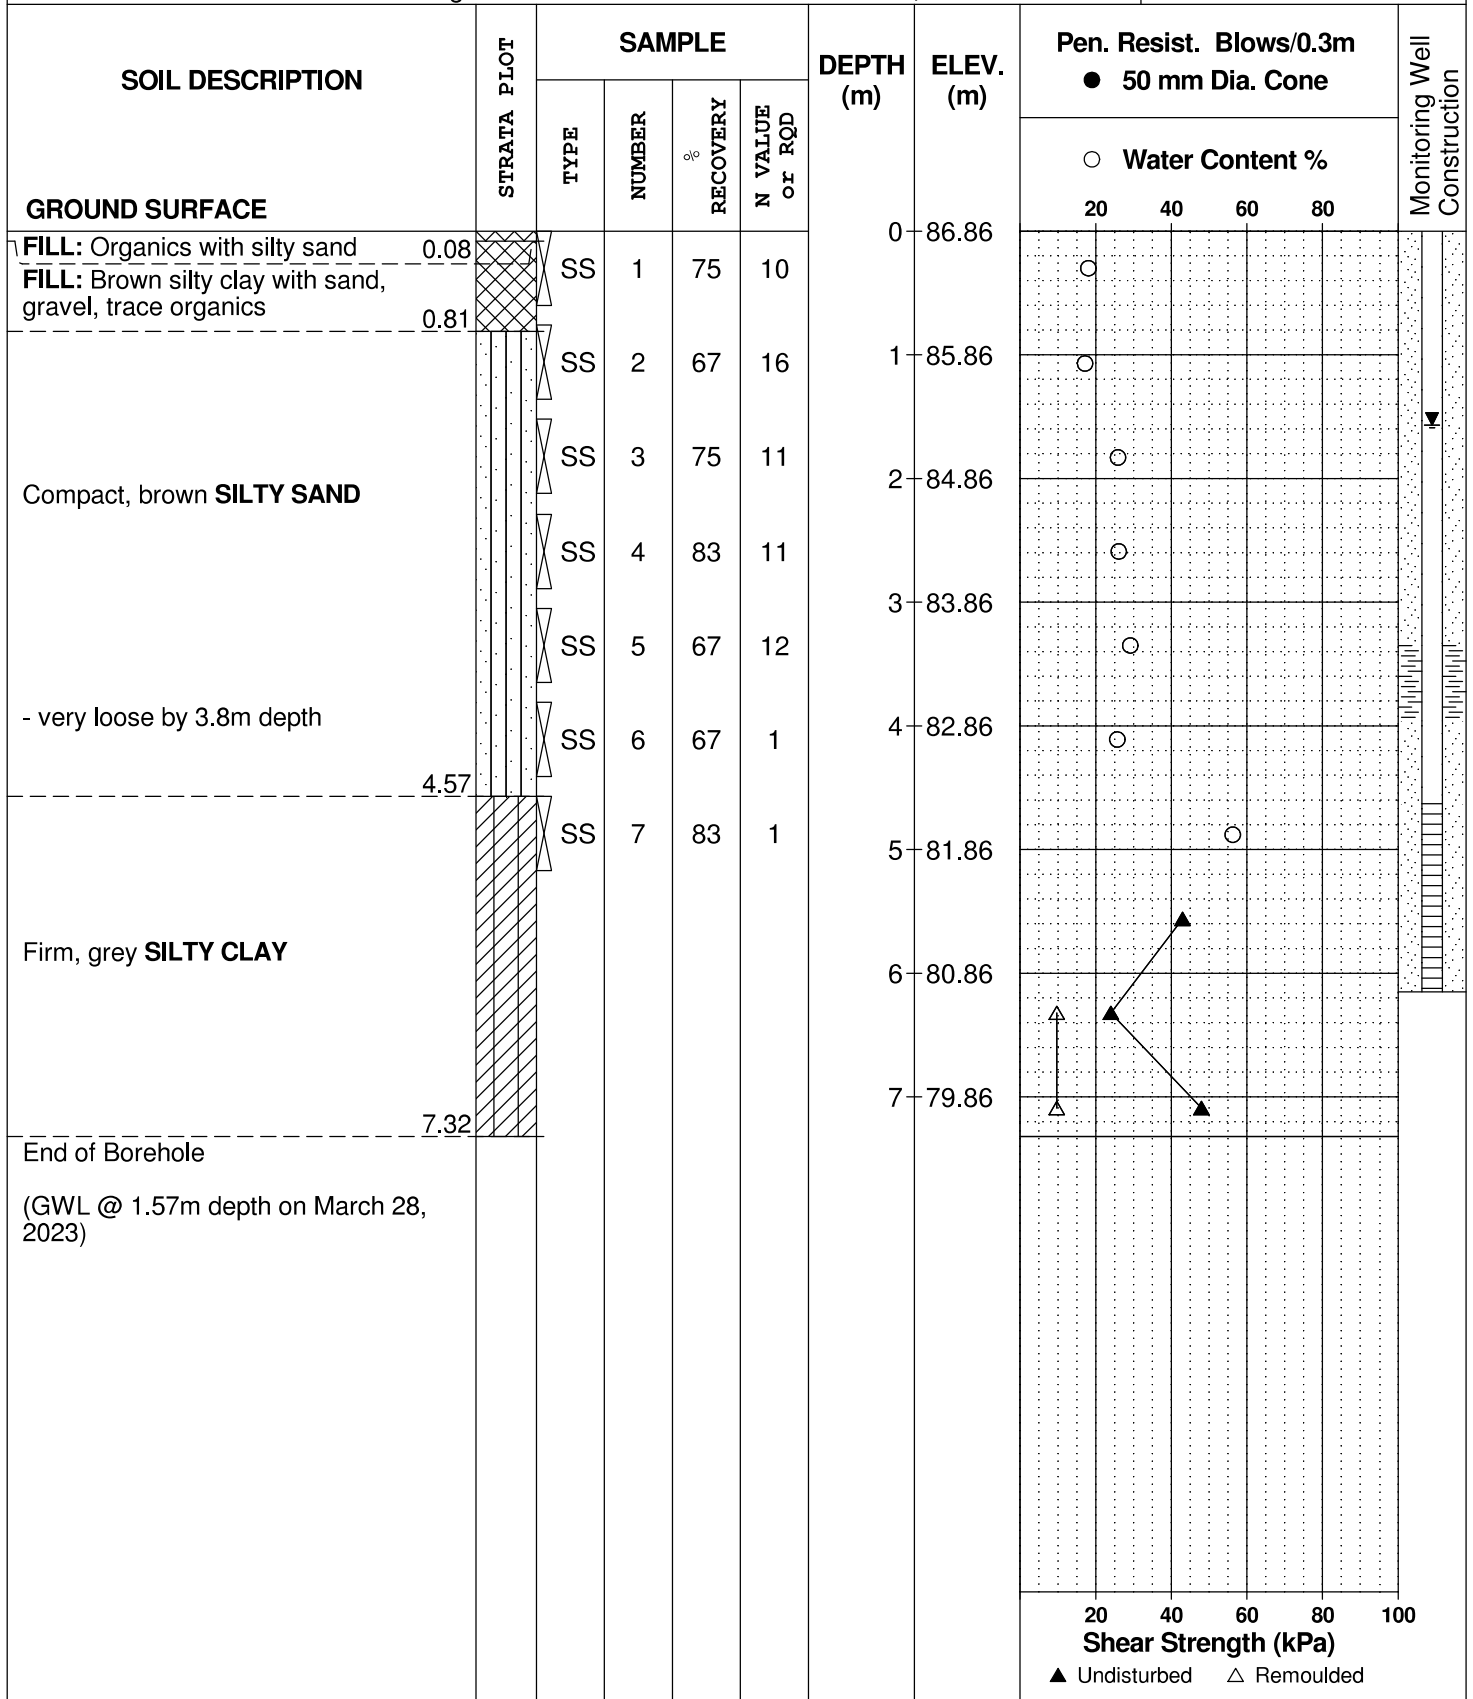 SOIL DESCRIPTION
GROUND SURFACE
STRATA PLOT
SAMPLE
TYPE
NUMBER
% RECOVERY
N VALUE or RQD
DEPTH (m)
ELEV. (m)
Pen. Resist. Blows/0.3m
● 50 mm Dia. Cone
○ Water Content %
20 40 60 80
Monitoring Well Construction
FILL: Organics with silty sand 0.08
FILL: Brown silty clay with sand,
gravel, trace organics
0.81
Compact, brown SILTY SAND
- very loose by 3.8m depth
4.57
Firm, grey SILTY CLAY
7.32
End of Borehole
(GWL @ 1.57m depth on March 28,
2023)
SS 1 75 10
SS 2 67 16
SS 3 75 11
SS 4 83 11
SS 5 67 12
SS 6 67 1
SS 7 83 1
0 86.86
1 85.86
2 84.86
3 83.86
4 82.86
5 81.86
6 80.86
7 79.86
20 40 60 80 100
Shear Strength (kPa)
▲ Undisturbed △ Remoulded